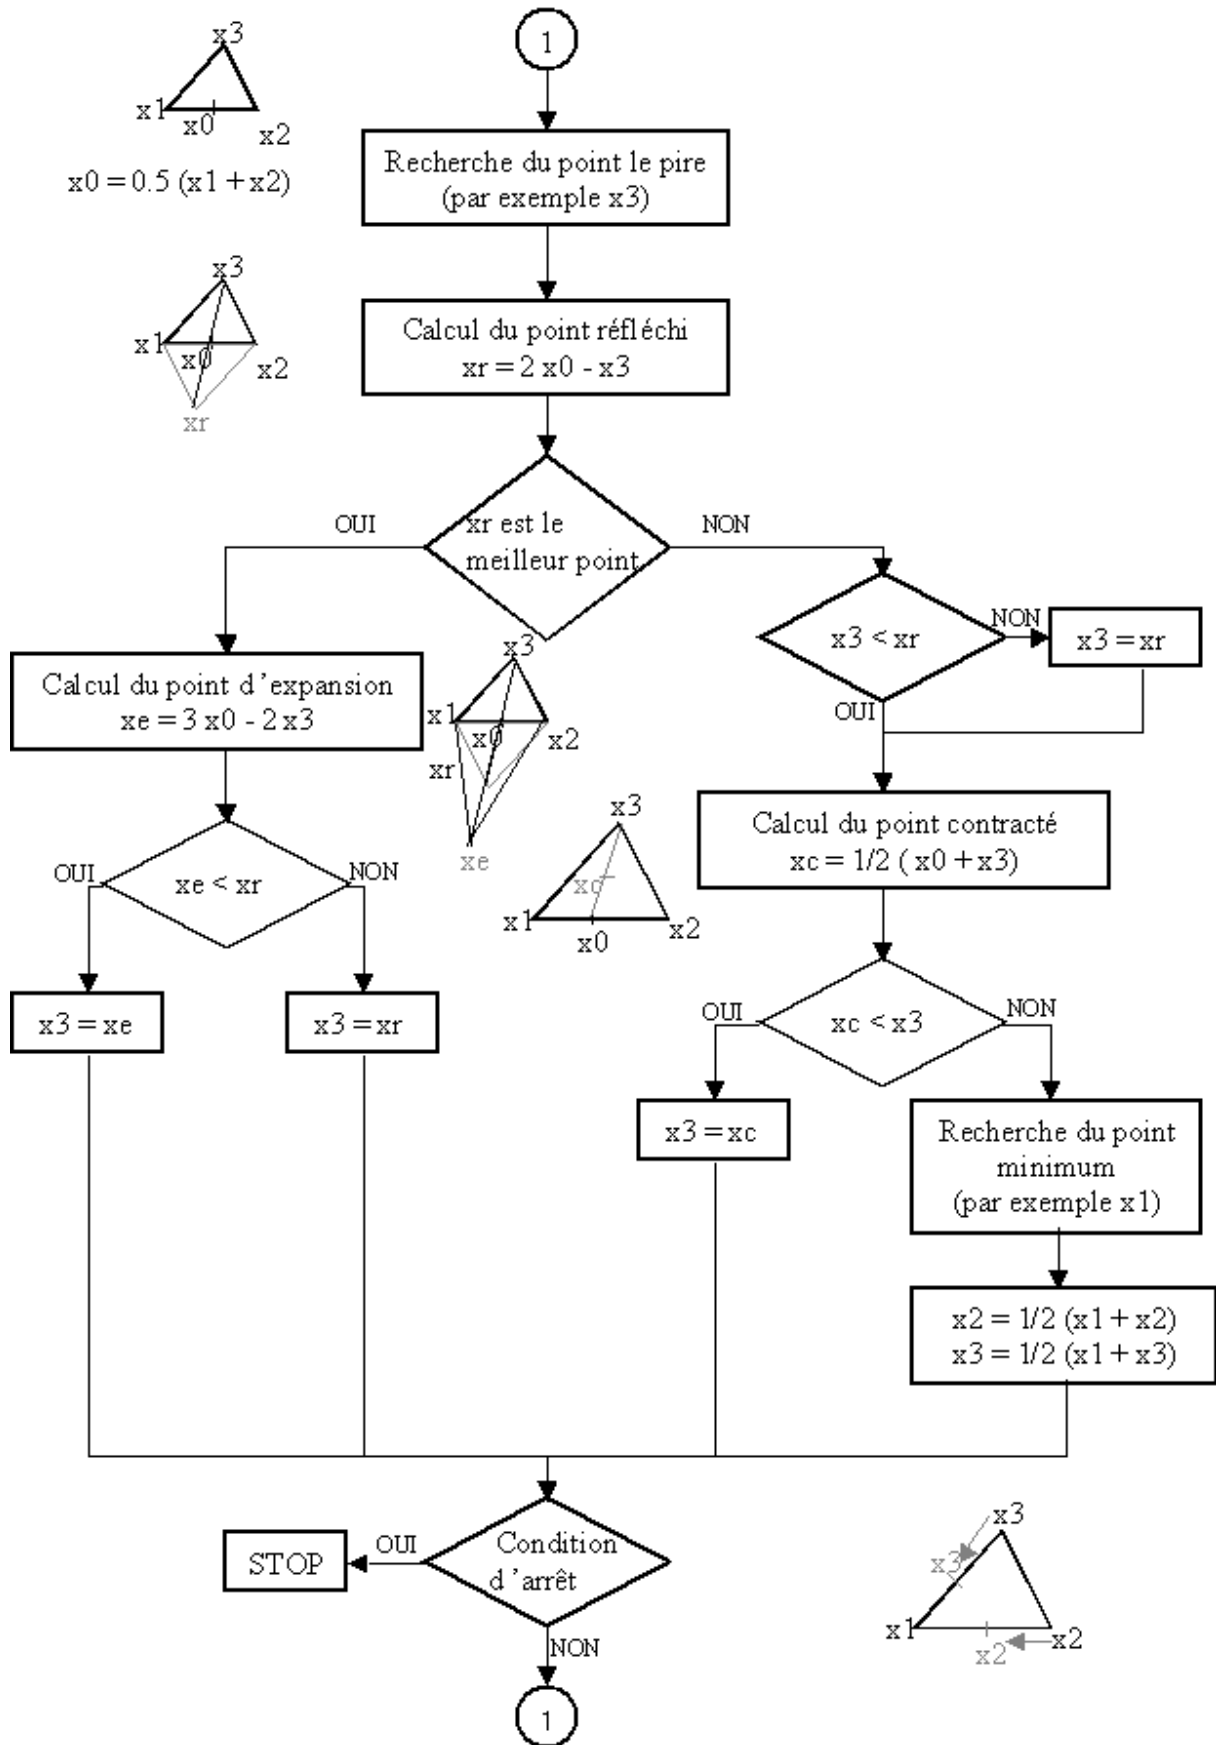 1
x3
x1
x0
x2
x0 = 0.5 (x1 + x2)
Recherche du point le pire
(par exemple x3)
x3
x1
x0
x2
xr
Calcul du point réfléchi
xr = 2 x0 - x3
OUI
xr est le
meilleur point
NON
x3 < xr
NON
x3 = xr
OUI
Calcul du point d'expansion
xe = 3 x0 - 2 x3
x3
x1
x0
x2
xr
xe
Calcul du point contracté
xc = 1/2 ( x0 + x3)
x3
xc
x1
x0
x2
OUI
xe < xr
NON
x3 = xe
x3 = xr
OUI
xc < x3
NON
x3 = xc
Recherche du point
minimum
(par exemple x1)
x2 = 1/2 (x1 + x2)
x3 = 1/2 (x1 + x3)
STOP
OUI
Condition
d'arrêt
NON
1
x3
x3
x1
x2
x2